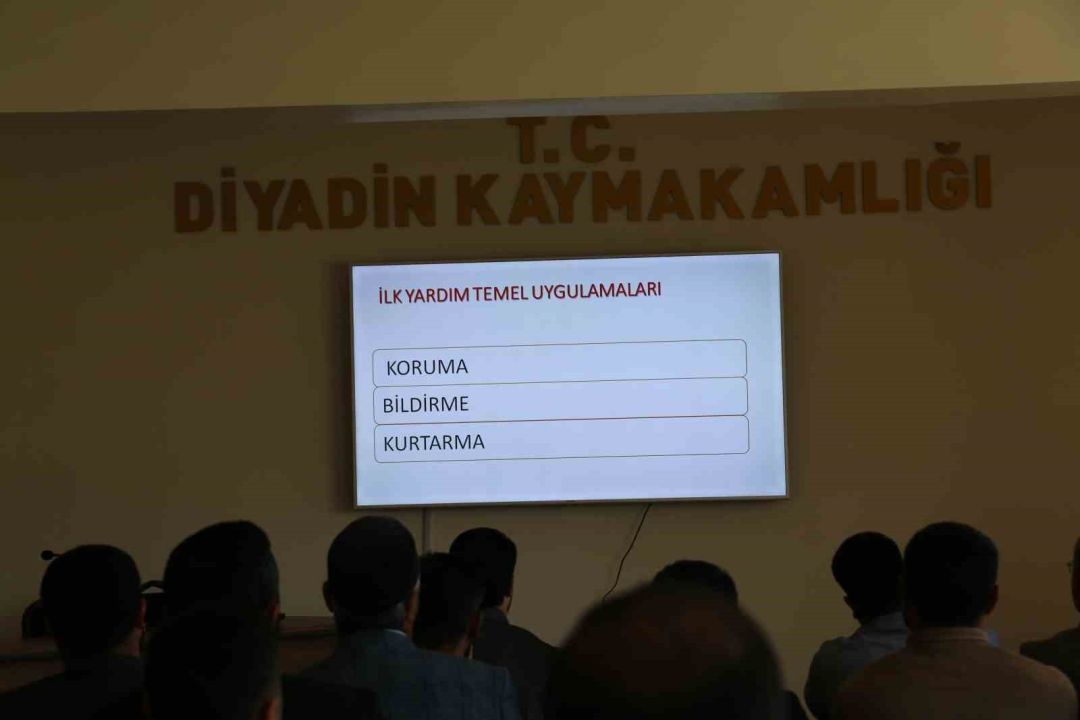 T.C.
DİYADİN KAYMAKAMLIĞI
İLK YARDIM TEMEL UYGULAMALARI
KORUMA
BİLDİRME
KURTARMA